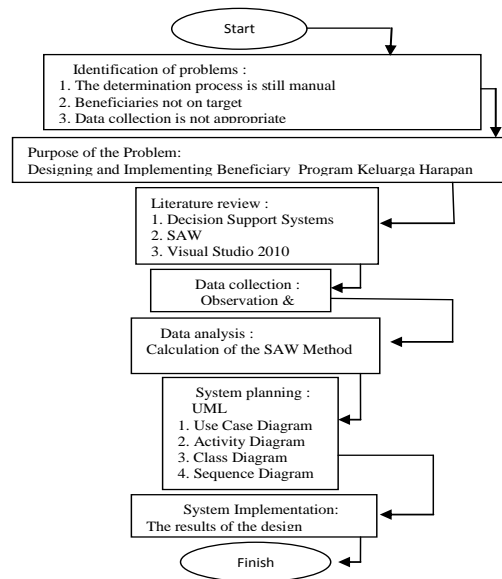 Start
Identification of problems :
1. The determination process is still manual
2. Beneficiaries not on target
3. Data collection is not appropriate
Purpose of the Problem:
Designing and Implementing Beneficiary Program Keluarga Harapan
Literature review :
1. Decision Support Systems
2. SAW
3. Visual Studio 2010
Data collection :
Observation &
Data analysis :
Calculation of the SAW Method
System planning :
UML
1. Use Case Diagram
2. Activity Diagram
3. Class Diagram
4. Sequence Diagram
System Implementation:
The results of the design
Finish